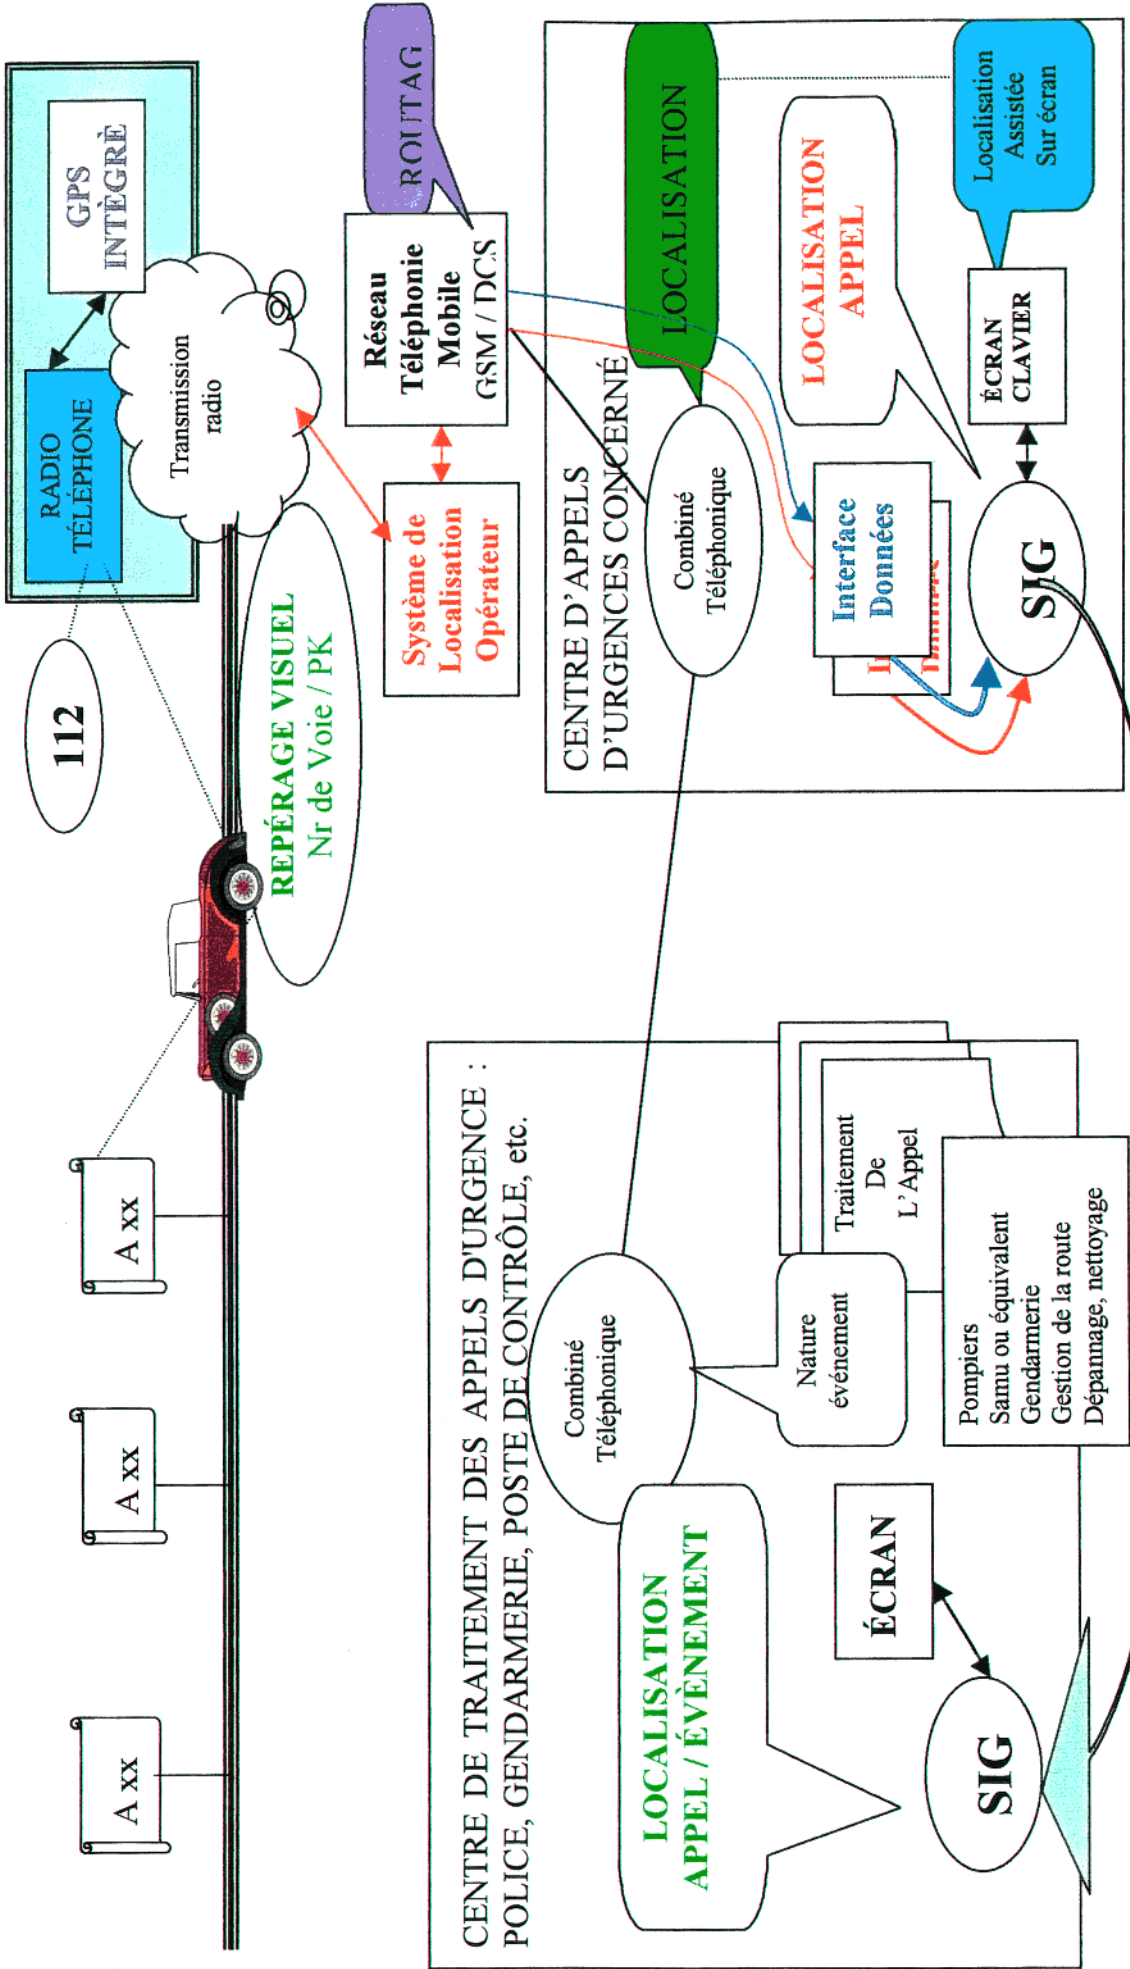 A xx
A xx
A xx
112
RADIO
TÉLÉPHONE
GPS
INTÈGRÈ
Transmission
radio
REPÉRAGE VISUEL
Nr de Voie / PK
Système de
Localisation
Opérateur
Réseau
Téléphonie
Mobile
GSM / DCS
ROUTAG
CENTRE DE TRAITEMENT DES APPELS D'URGENCE :
POLICE, GENDARMERIE, POSTE DE CONTRÔLE, etc.
Combiné
Téléphonique
LOCALISATION
APPEL / ÉVÈNEMENT
Nature
événement
Traitement
De
L'Appel
ÉCRAN
SIG
Pompiers
Samu ou équivalent
Gendarmerie
Gestion de la route
Dépannage, nettoyage
CENTRE D'APPELS
D'URGENCES CONCERNÉ
LOCALISATION
Combiné
Téléphonique
LOCALISATION
APPEL
Interface
Données
SIG
ÉCRAN
CLAVIER
Localisation
Assistée
Sur écran